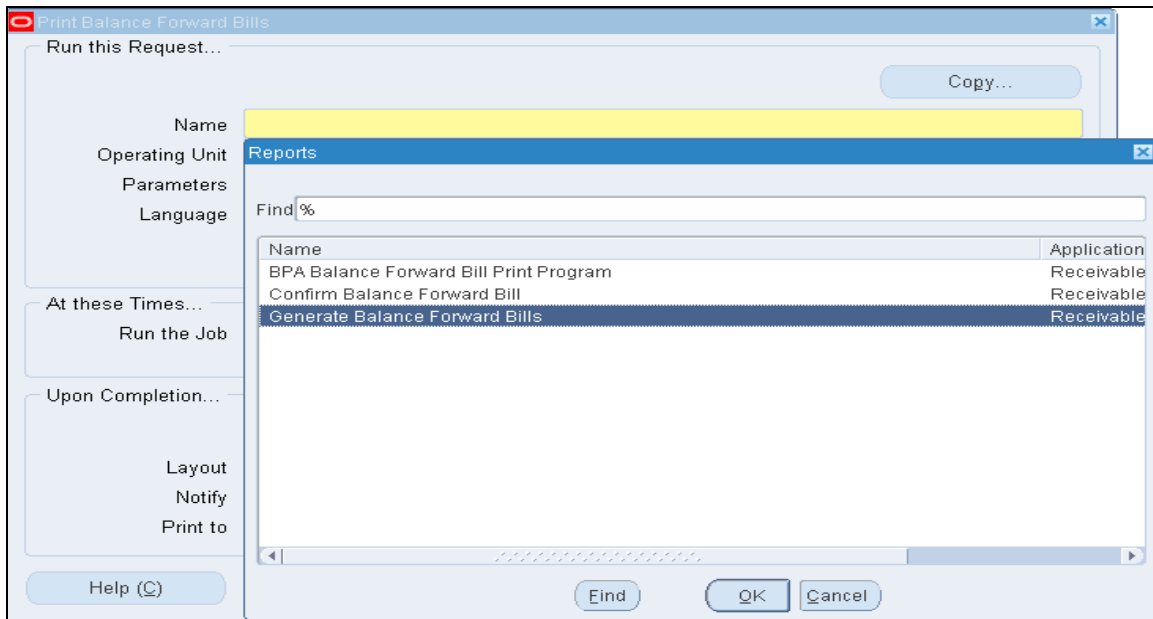 Print Balance Forward Bills
Run this Request...
Copy...
Name
Operating Unit
Parameters
Language
Reports
Find %
Name Application
BPA Balance Forward Bill Print Program Receivable
Confirm Balance Forward Bill Receivable
Generate Balance Forward Bills Receivable
At these Times...
Run the Job
Upon Completion...
Layout
Notify
Print to
Help (C)
Find OK Cancel